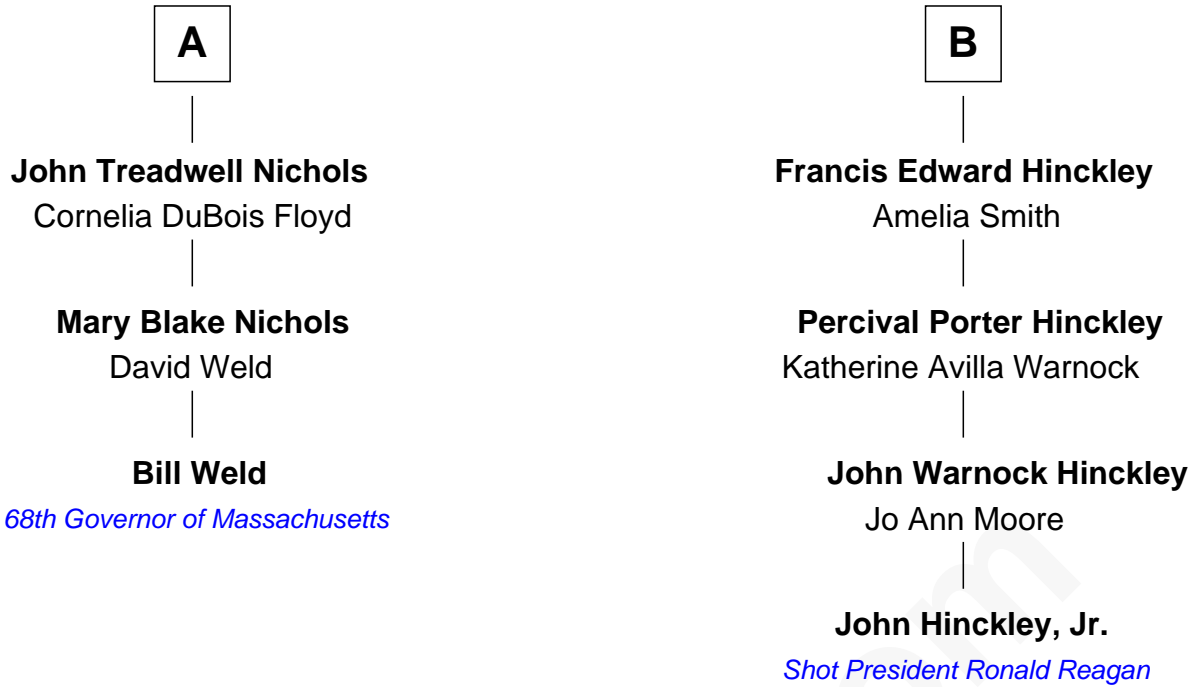 A
B
John Treadwell Nichols
Francis Edward Hinckley
Cornelia DuBois Floyd
Amelia Smith
Mary Blake Nichols
Percival Porter Hinckley
David Weld
Katherine Avilla Warnock
Bill Weld
John Warnock Hinckley
68th Governor of Massachusetts
Jo Ann Moore
John Hinckley, Jr.
Shot President Ronald Reagan